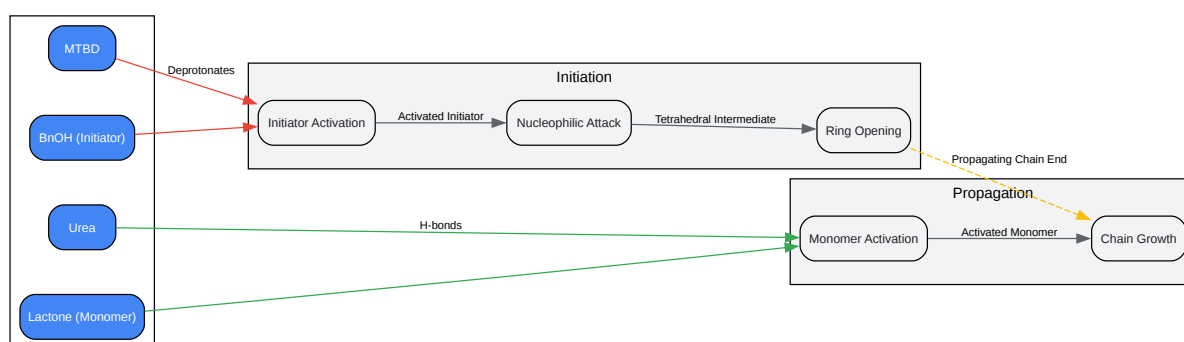 MTBD
Deprotonates
Initiation
BnOH (Initiator)
Initiator Activation
Activated Initiator
Nucleophilic Attack
Tetrahedral Intermediate
Ring Opening
Propagating Chain End
Propagation
Urea
H-bonds
Monomer Activation
Activated Monomer
Chain Growth
Lactone (Monomer)